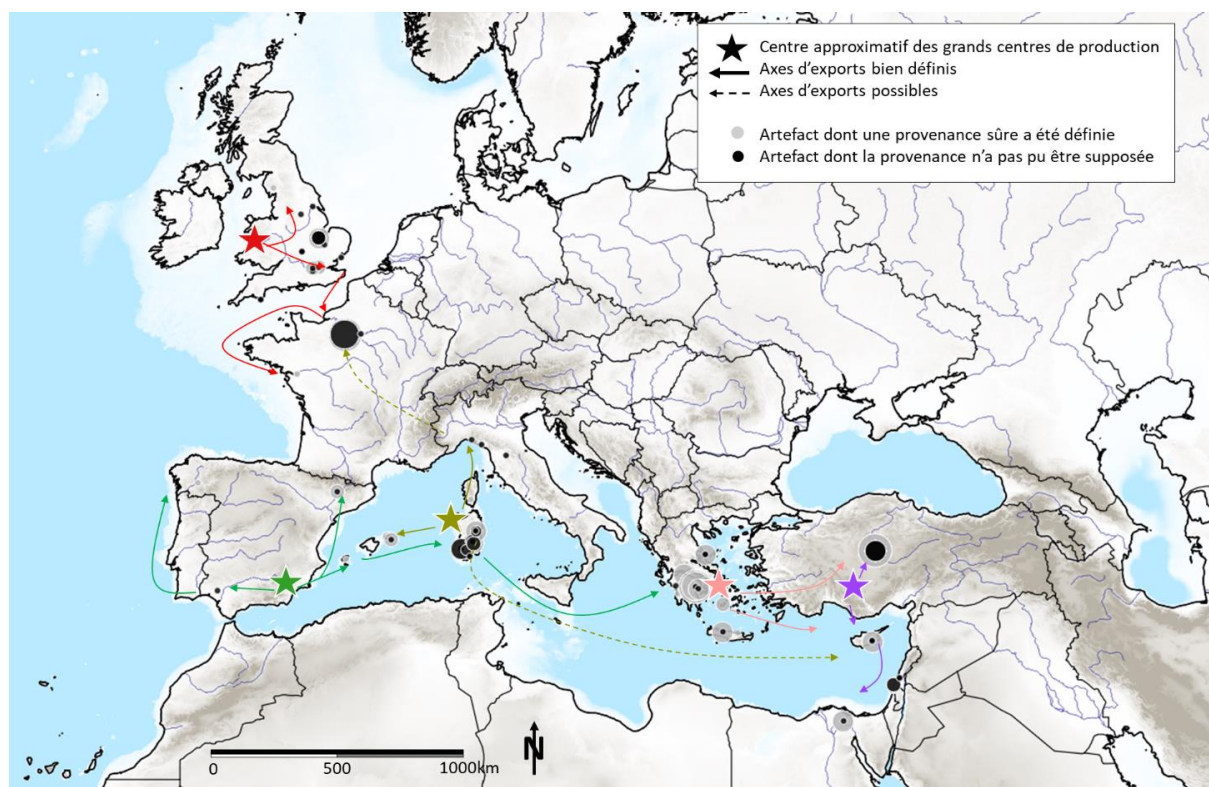 Centre approximatif des grands centres de production
Axes d'exports bien définis
Axes d'exports possibles
Artefact dont une provenance sûre a été définie
Artefact dont la provenance n'a pas pu être supposée
N
0 500 1000km